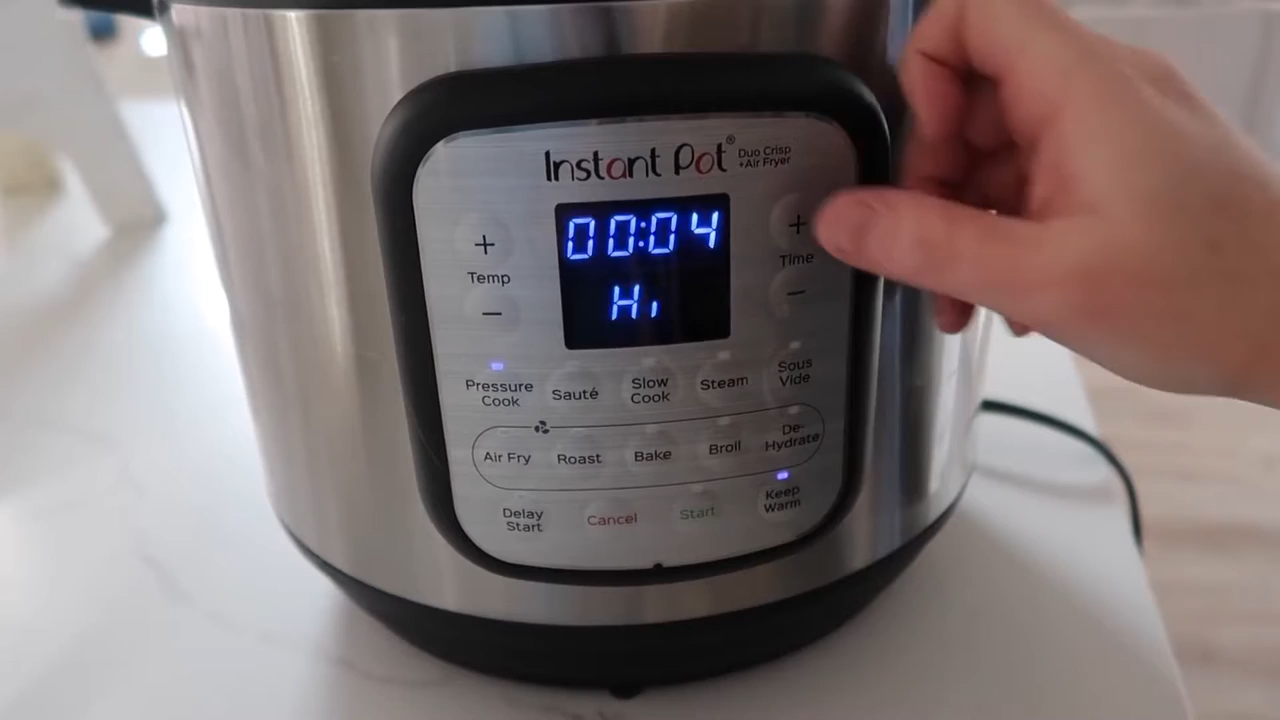 Instant Pot® Duo Crisp
+Air Fryer
00:04
Hi
+
Temp
−
+
Time
−
Pressure
Cook
Sauté
Slow
Cook
Steam
Sous
Vide
Air Fry
Roast
Bake
Broil
De-
Hydrate
Delay
Start
Cancel
Start
Keep
Warm